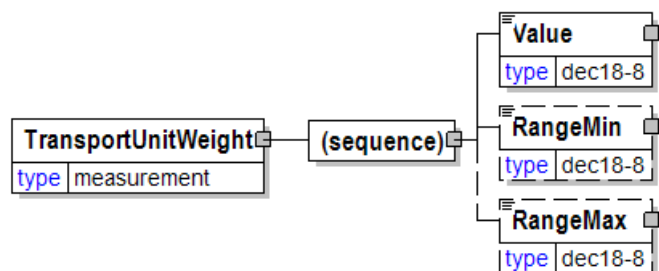 Value
type dec18-8
TransportUnitWeight
type measurement
(sequence)
RangeMin
type dec18-8
RangeMax
type dec18-8